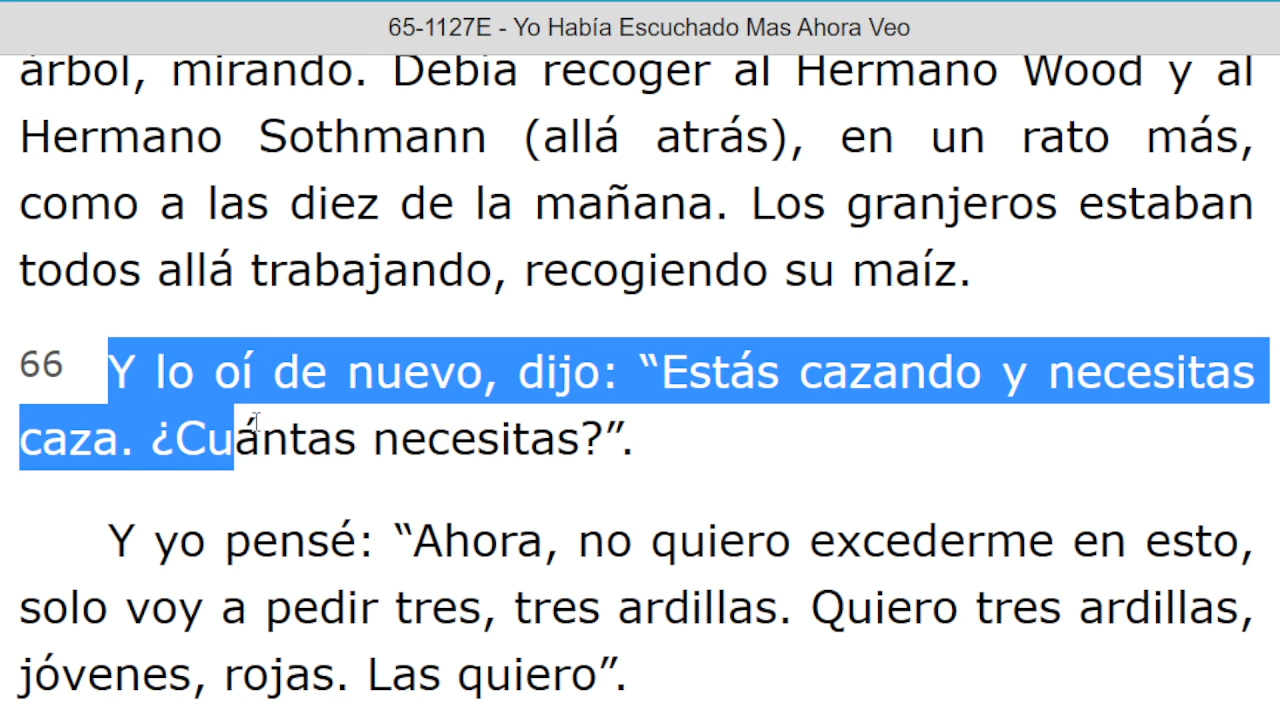 65-1127E - Yo Había Escuchado Mas Ahora Veo
árbol, mirando. Debía recoger al Hermano Wood y al
Hermano Sothmann (allá atrás), en un rato más,
como a las diez de la mañana. Los granjeros estaban
todos allá trabajando, recogiendo su maíz.
66 Y lo oí de nuevo, dijo: “Estás cazando y necesitas
caza. ¿Cuántas necesitas?”.
Y yo pensé: “Ahora, no quiero excederme en esto,
solo voy a pedir tres, tres ardillas. Quiero tres ardillas,
jóvenes, rojas. Las quiero”.